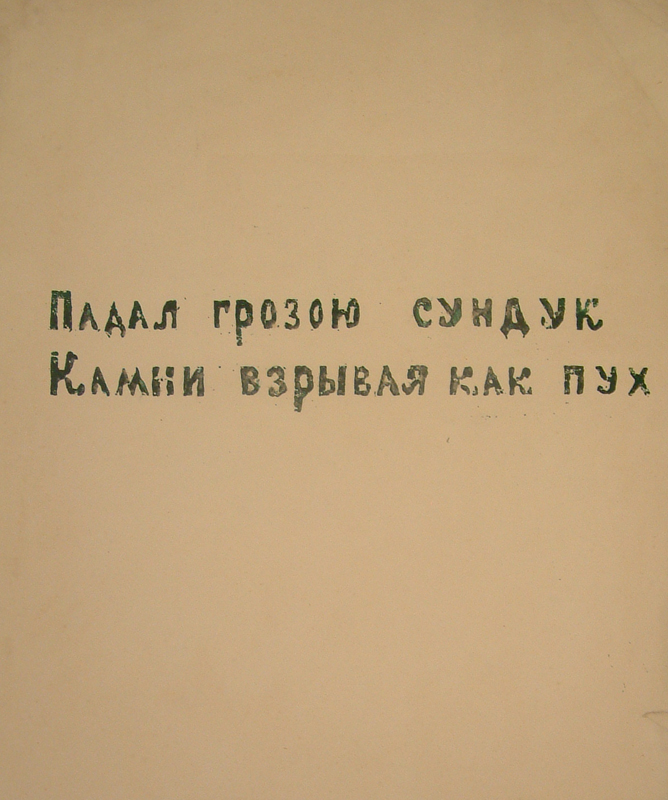 Падал грозою сундук
Камни взрывая как пух